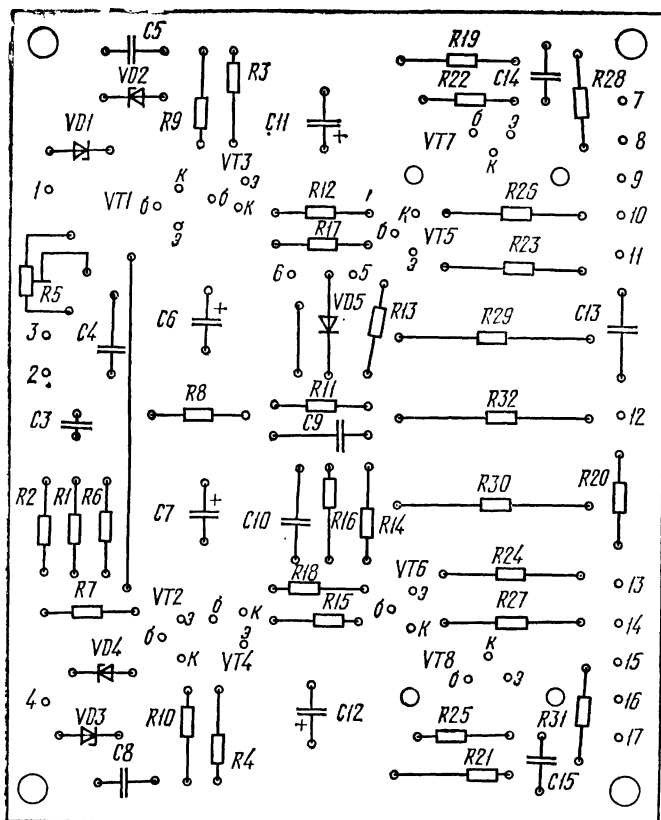 C5
R19
VD2
R3
R22
C14
R28
7
R9
C11
б
э
VD1
VT7
8
к
VT3
1
к
э
9
VT1
б
б
к
R12
к
R26
10
э
R17
б
VT5
э
R23
11
6
5
R5
C6
VD5
R13
C13
3
C4
R29
2
R8
R11
R32
12
C3
C9
R2
R1
R6
C7
C10
R16
R14
R30
R20
R18
VT6
R24
13
R7
VT2
э
б
к
R15
б
э
R27
14
б
э
к
к
к
VT4
VT8
15
VD4
б
э
4
16
VD3
R10
C12
R25
R31
17
C8
R4
R21
C15